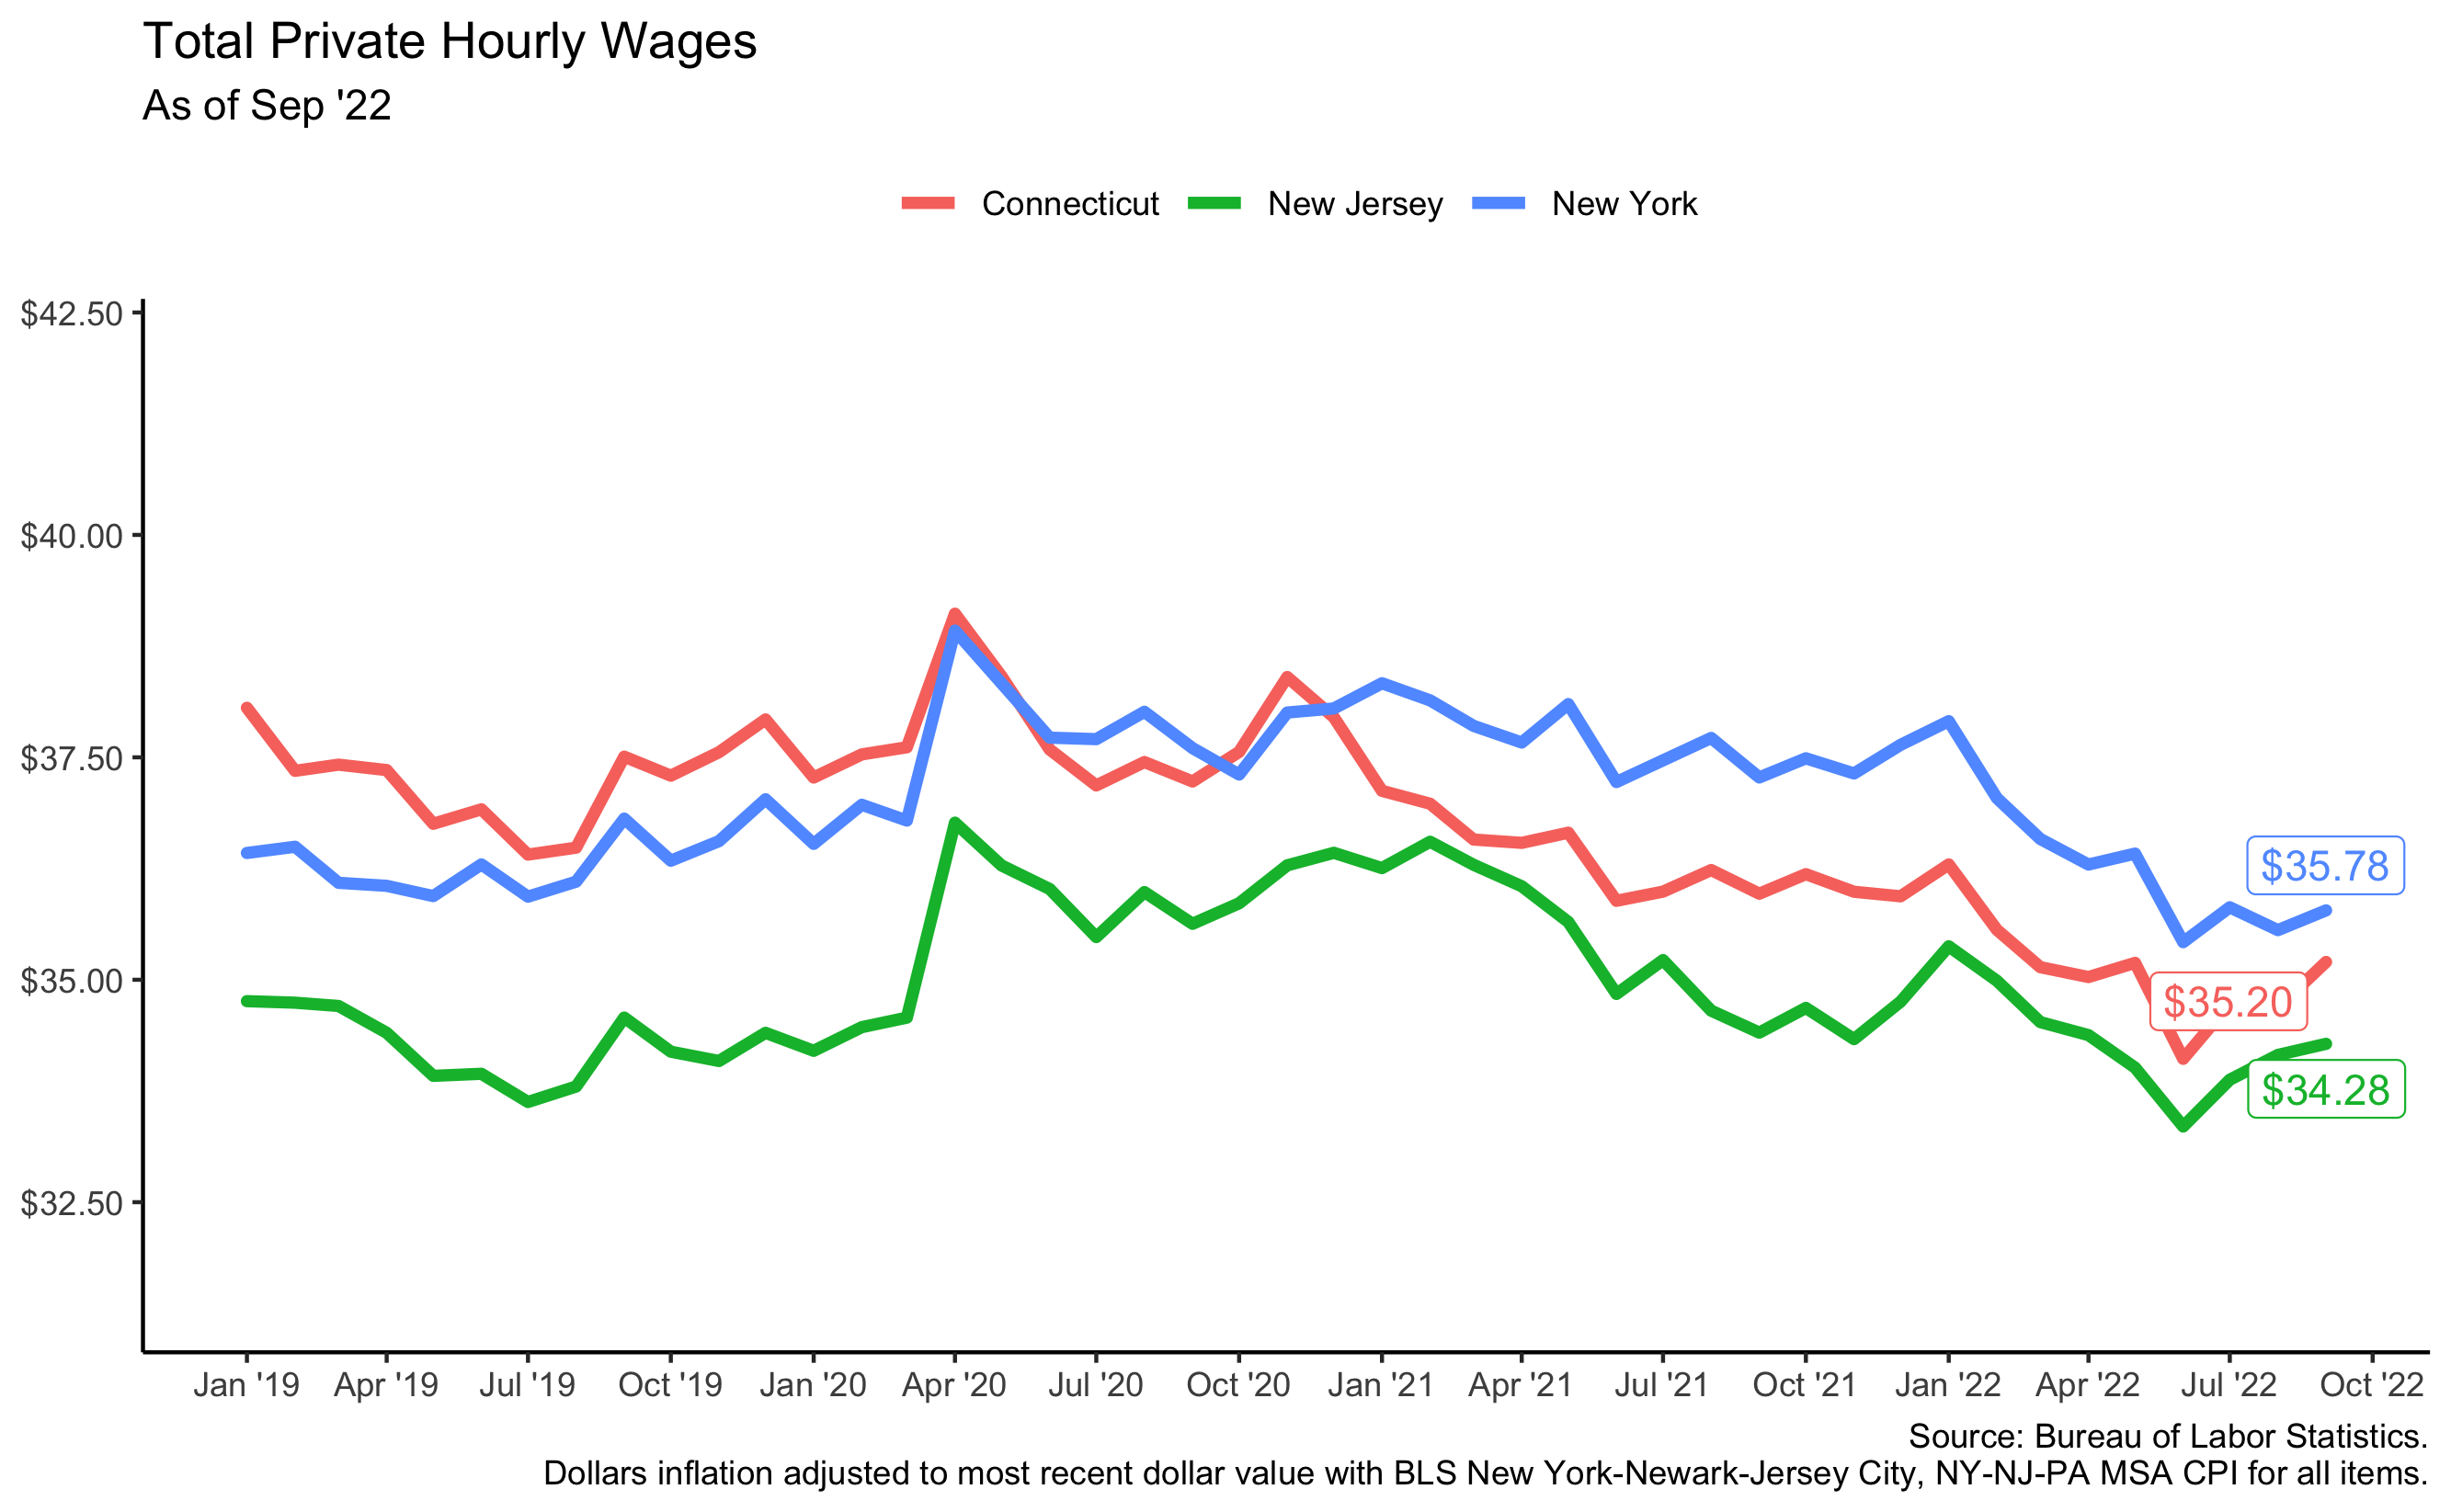 Total Private Hourly Wages
As of Sep '22
Connecticut New Jersey New York
$42.50
$40.00
$37.50
$35.00
$32.50
$35.78
$35.20
$34.28
Jan '19 Apr '19 Jul '19 Oct '19 Jan '20 Apr '20 Jul '20 Oct '20 Jan '21 Apr '21 Jul '21 Oct '21 Jan '22 Apr '22 Jul '22 Oct '22
Source: Bureau of Labor Statistics.
Dollars inflation adjusted to most recent dollar value with BLS New York-Newark-Jersey City, NY-NJ-PA MSA CPI for all items.